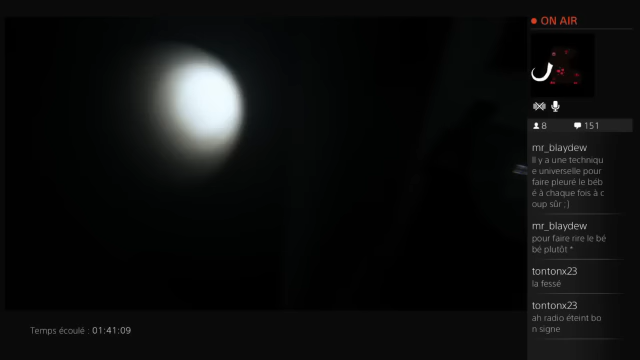 ON AIR
8 151
mr_blaydew
Il y a une techniqu
e universelle pour
faire pleuré le béb
é à chaque fois à c
oup sûr ;)
mr_blaydew
pour faire rire le bé
bé plutôt *
tontonx23
la fessé
tontonx23
ah radio éteint bo
n signe
Temps écoulé : 01:41:09